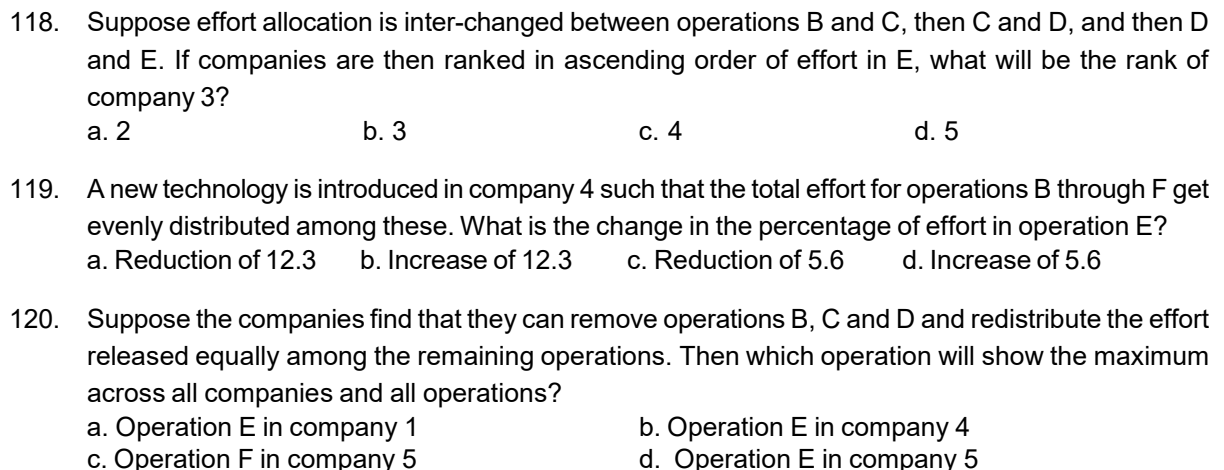 118. Suppose effort allocation is inter-changed between operations B and C, then C and D, and then D
and E. If companies are then ranked in ascending order of effort in E, what will be the rank of
company 3?
a. 2 b. 3 c. 4 d. 5
119. A new technology is introduced in company 4 such that the total effort for operations B through F get
evenly distributed among these. What is the change in the percentage of effort in operation E?
a. Reduction of 12.3 b. Increase of 12.3 c. Reduction of 5.6 d. Increase of 5.6
120. Suppose the companies find that they can remove operations B, C and D and redistribute the effort
released equally among the remaining operations. Then which operation will show the maximum
across all companies and all operations?
a. Operation E in company 1 b. Operation E in company 4
c. Operation F in company 5 d. Operation E in company 5